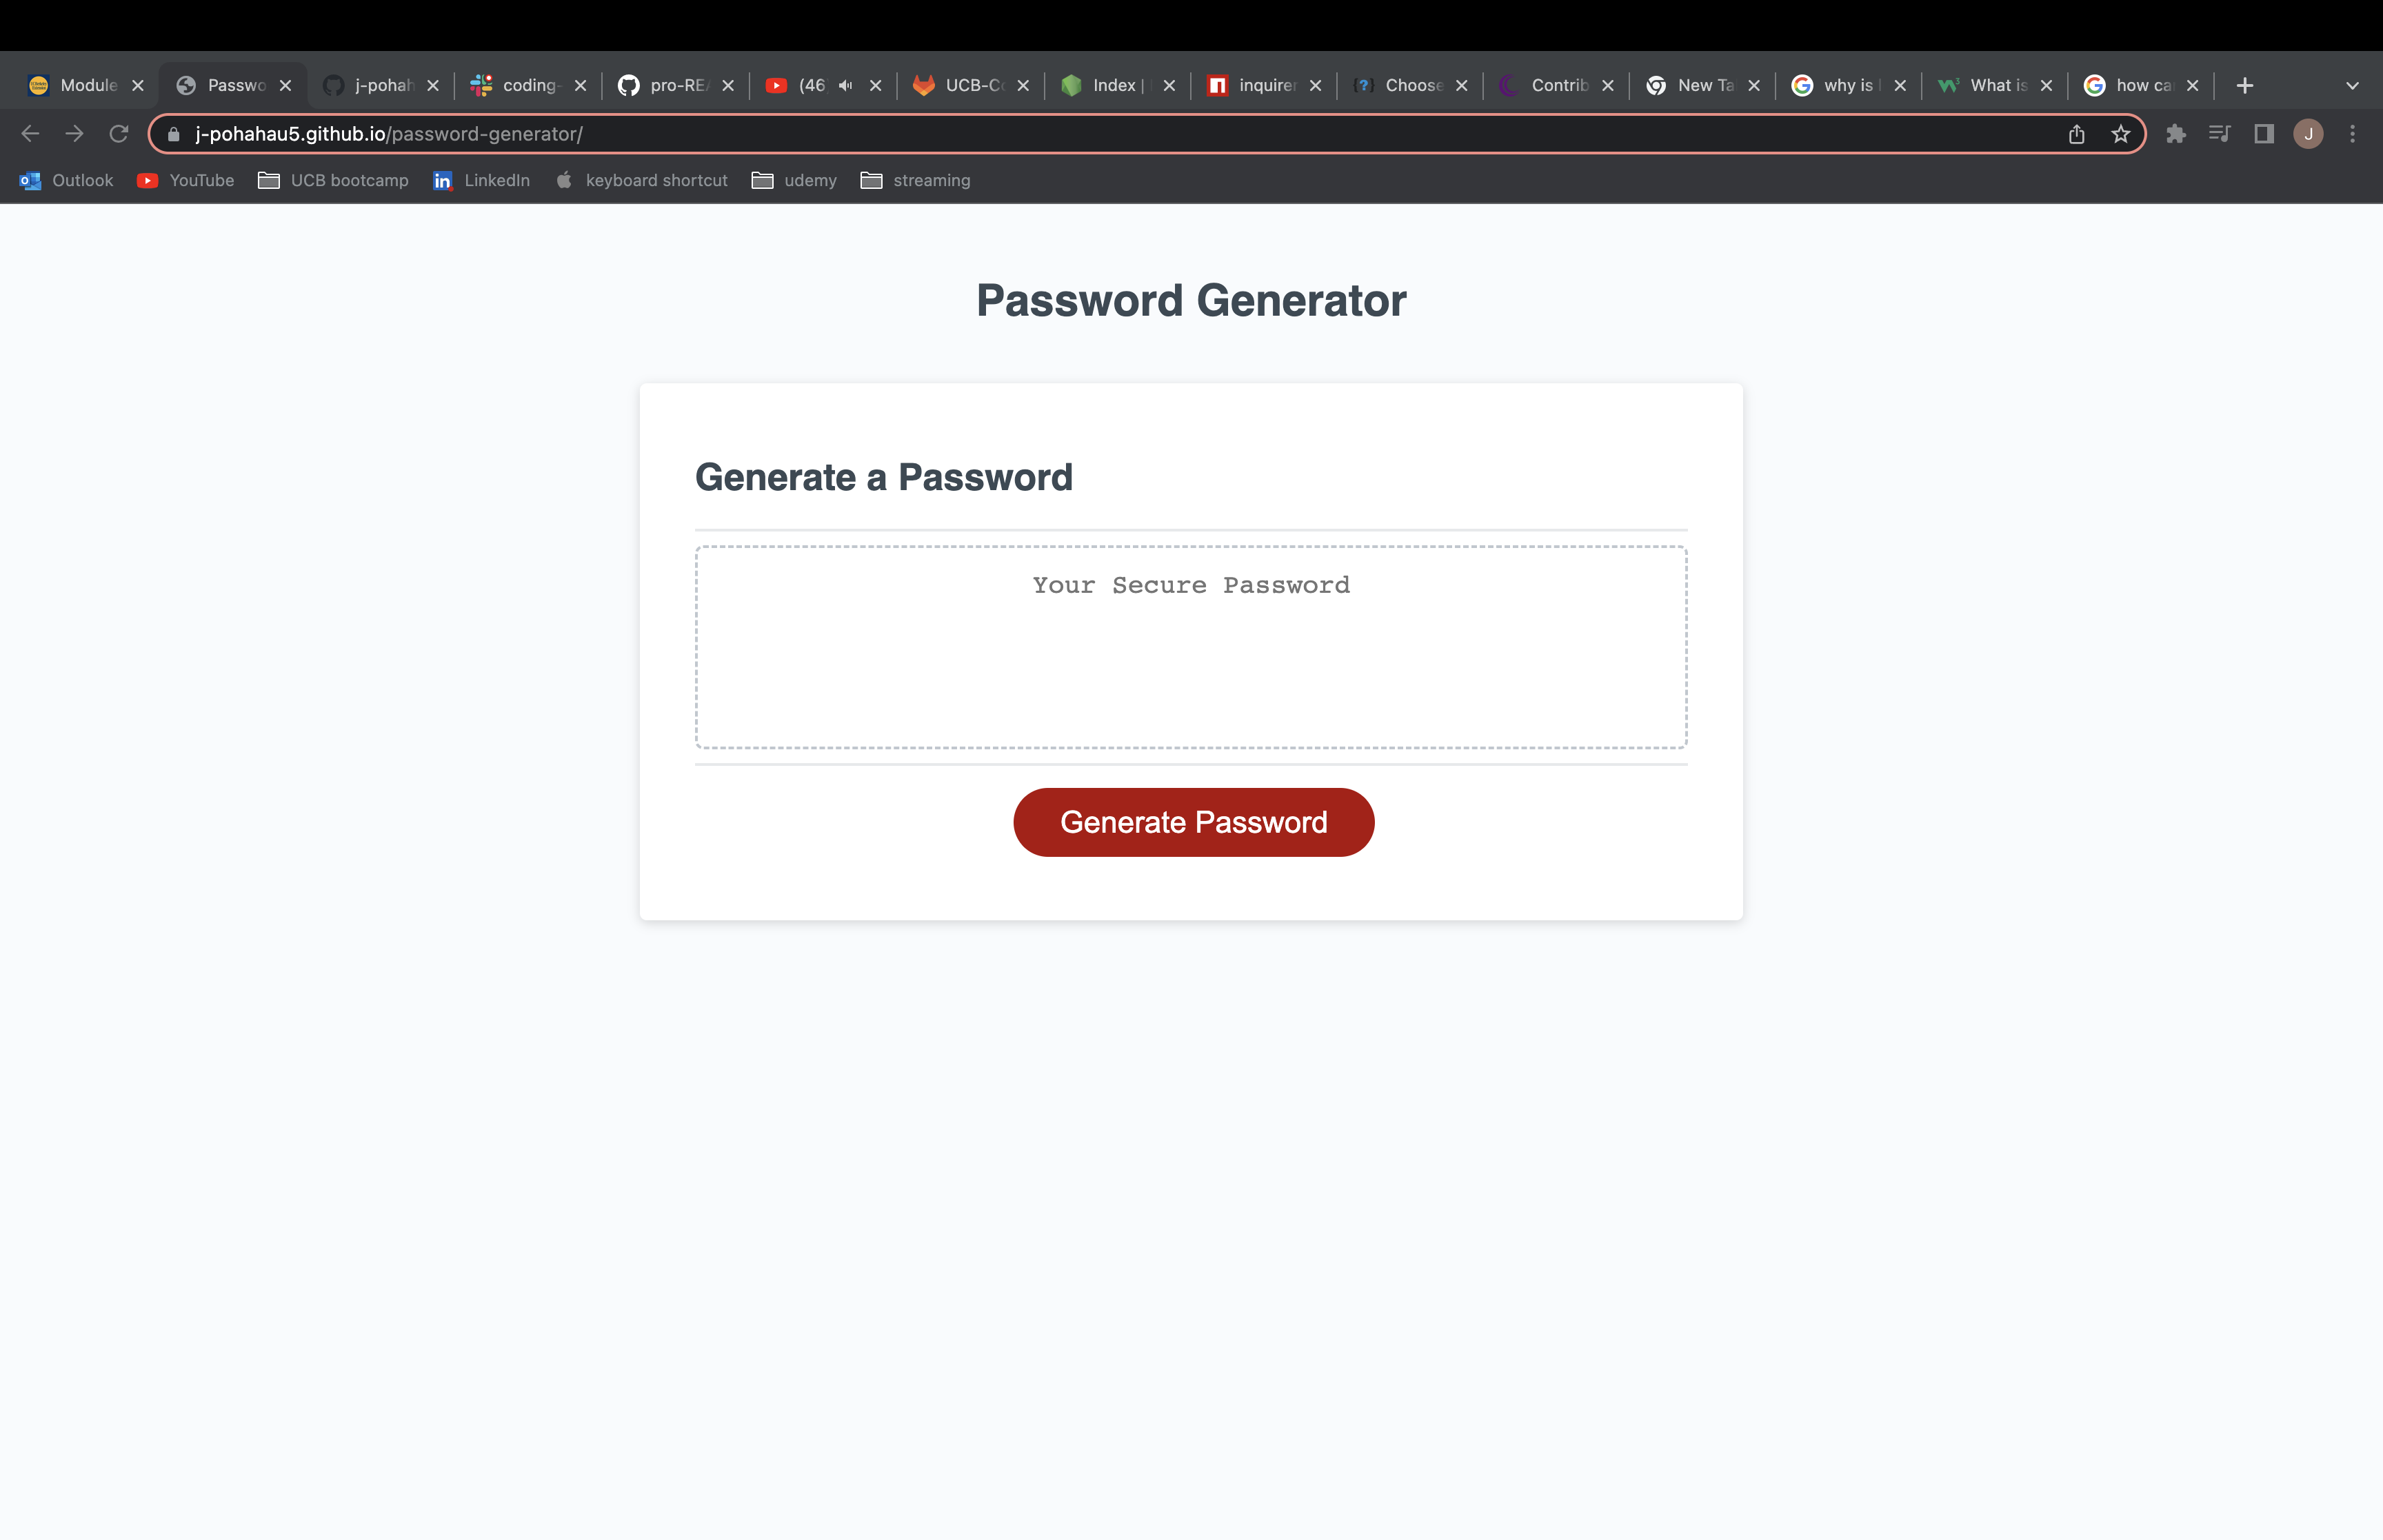 Module
Passwo
j-pohah
coding-
pro-RE
(46
UCB-Co
Index |
inquirer
Choose
Contrib
New Ta
why is
What is
how ca
j-pohahau5.github.io/password-generator/
J
Outlook
YouTube
UCB bootcamp
LinkedIn
keyboard shortcut
udemy
streaming
Password Generator
Generate a Password
Your Secure Password
Generate Password